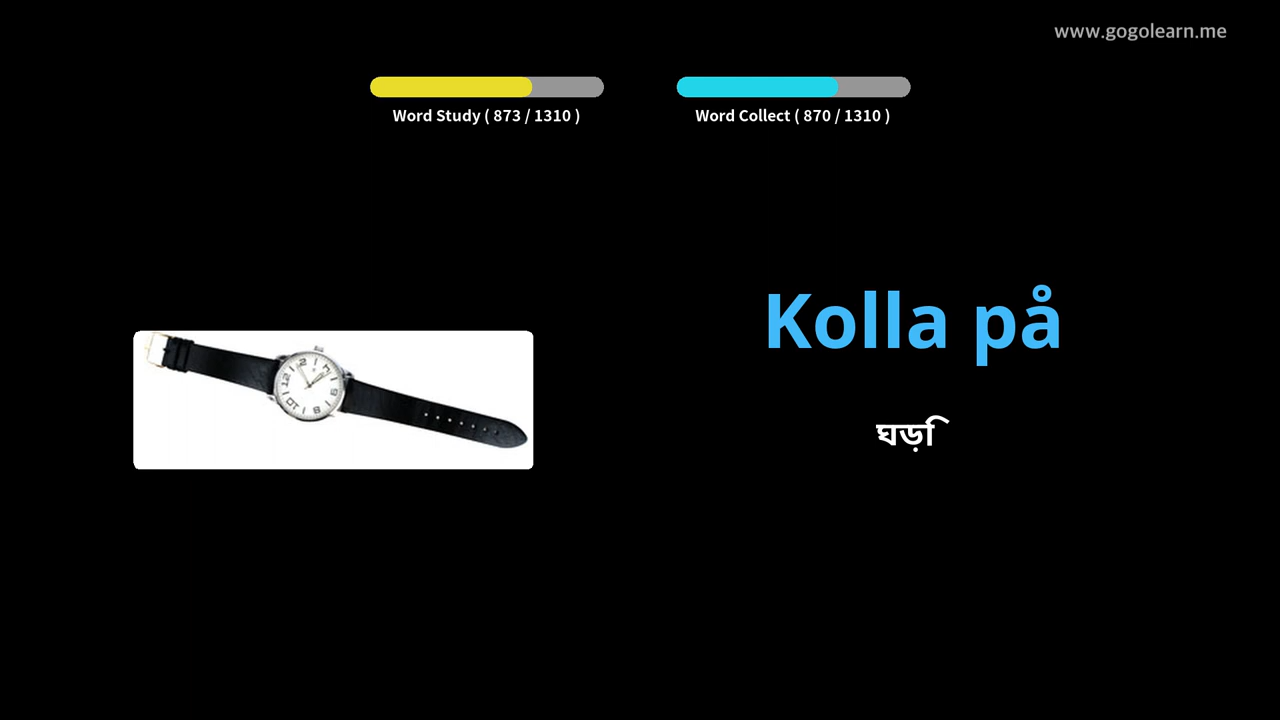 www.gogolearn.me
Word Study ( 873 / 1310 )
Word Collect ( 870 / 1310 )
Kolla på
ঘড়ি